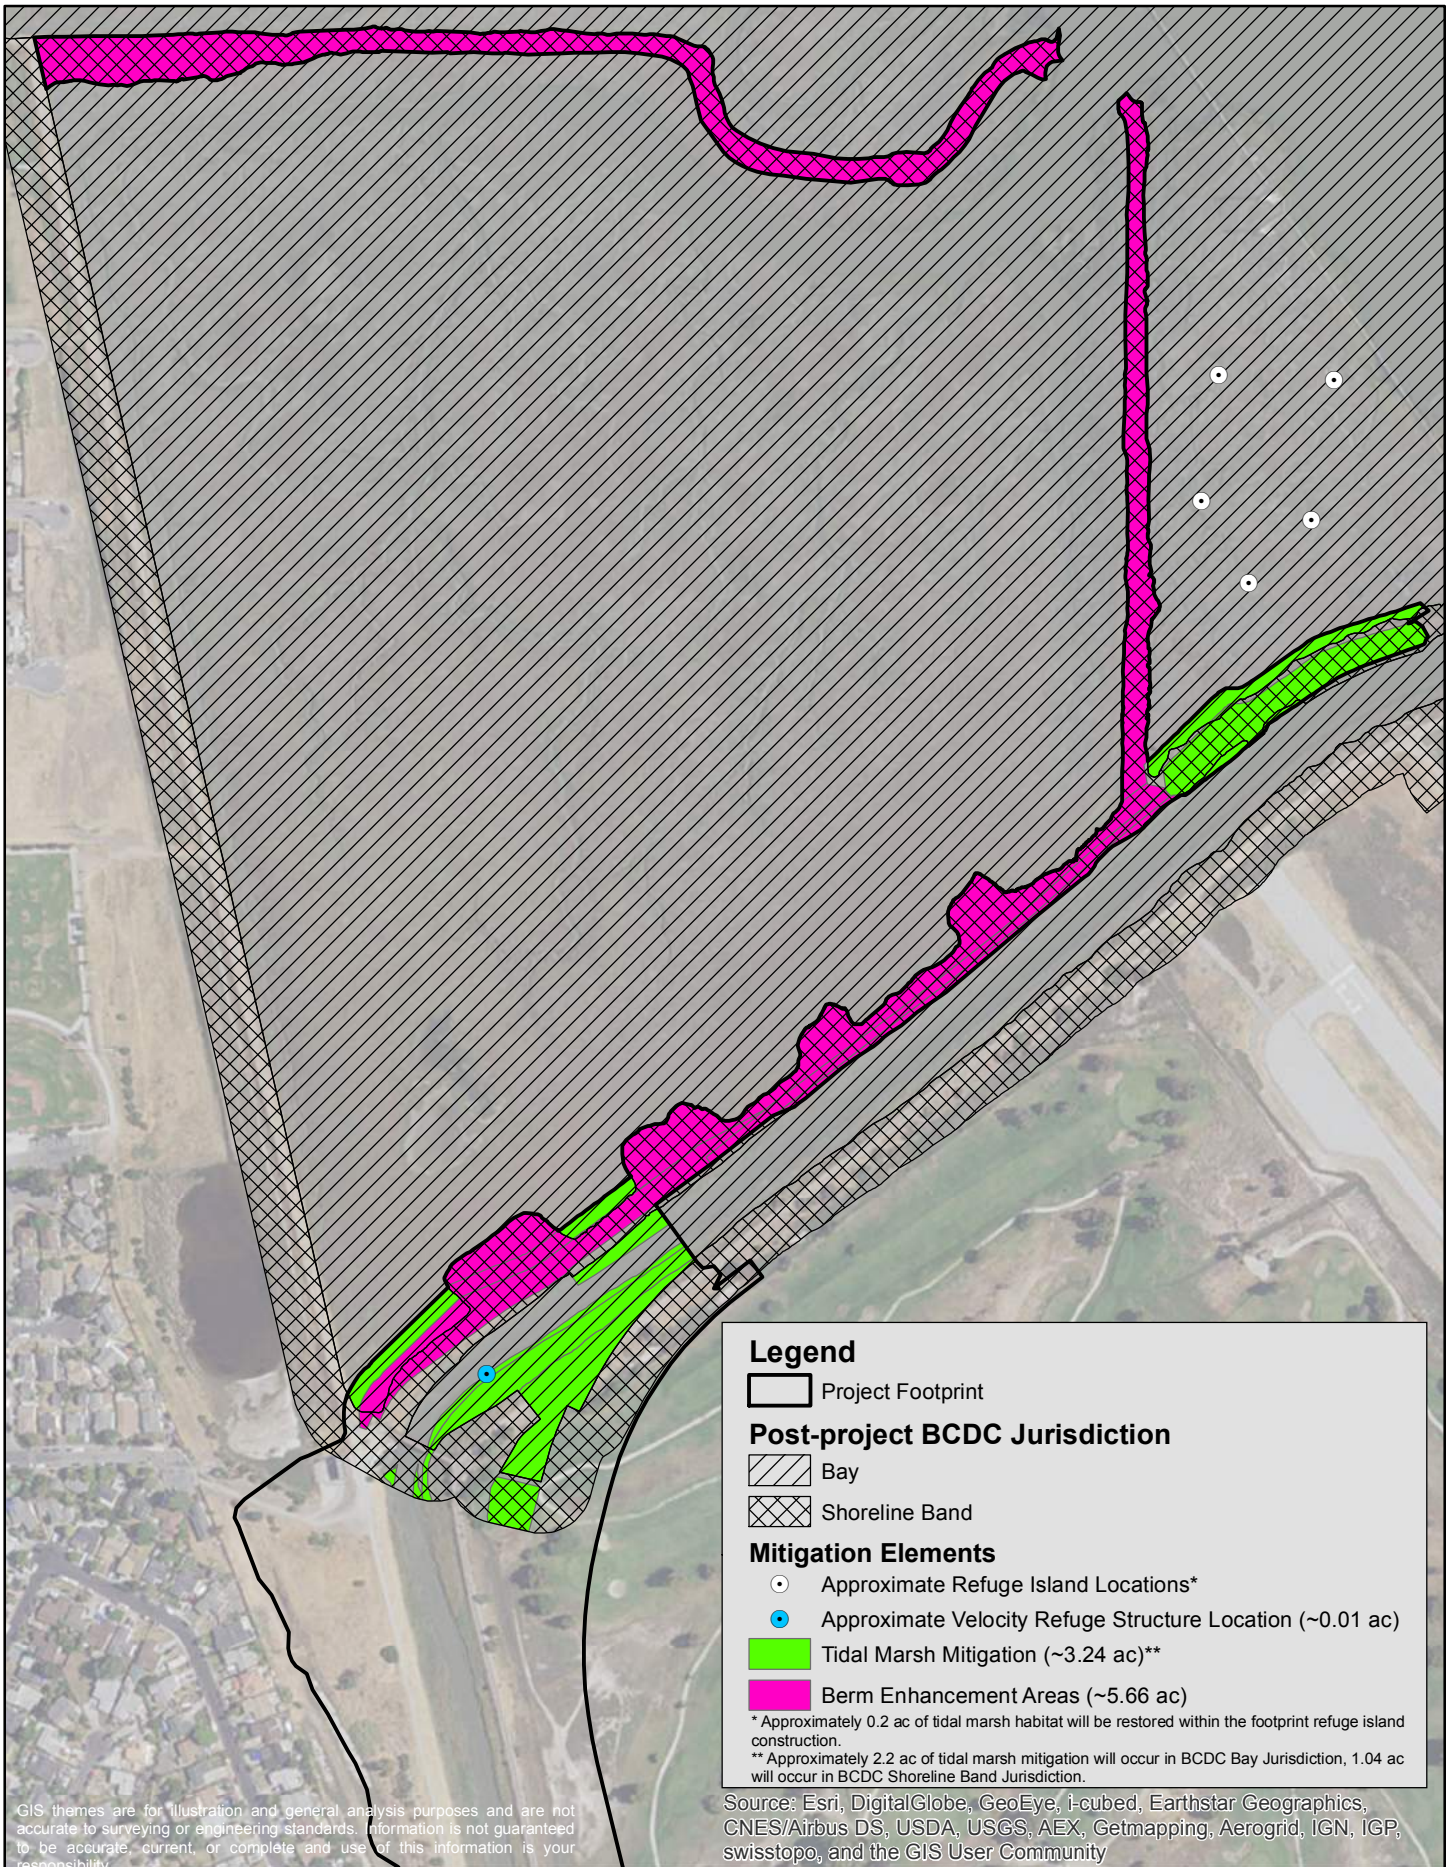 Legend
Project Footprint
Post-project BCDC Jurisdiction
Bay
Shoreline Band
Mitigation Elements
Approximate Refuge Island Locations*
Approximate Velocity Refuge Structure Location (~0.01 ac)
Tidal Marsh Mitigation (~3.24 ac)**
Berm Enhancement Areas (~5.66 ac)
* Approximately 0.2 ac of tidal marsh habitat will be restored within the footprint refuge island
construction.
** Approximately 2.2 ac of tidal marsh mitigation will occur in BCDC Bay Jurisdiction, 1.04 ac
will occur in BCDC Shoreline Band Jurisdiction.
GIS themes are for illustration and general analysis purposes and are not
accurate to surveying or engineering standards. Information is not guaranteed
to be accurate, current, or complete and use of this information is your
responsibility.
Source: Esri, DigitalGlobe, GeoEye, i-cubed, Earthstar Geographics,
CNES/Airbus DS, USDA, USGS, AEX, Getmapping, Aerogrid, IGN, IGP,
swisstopo, and the GIS User Community